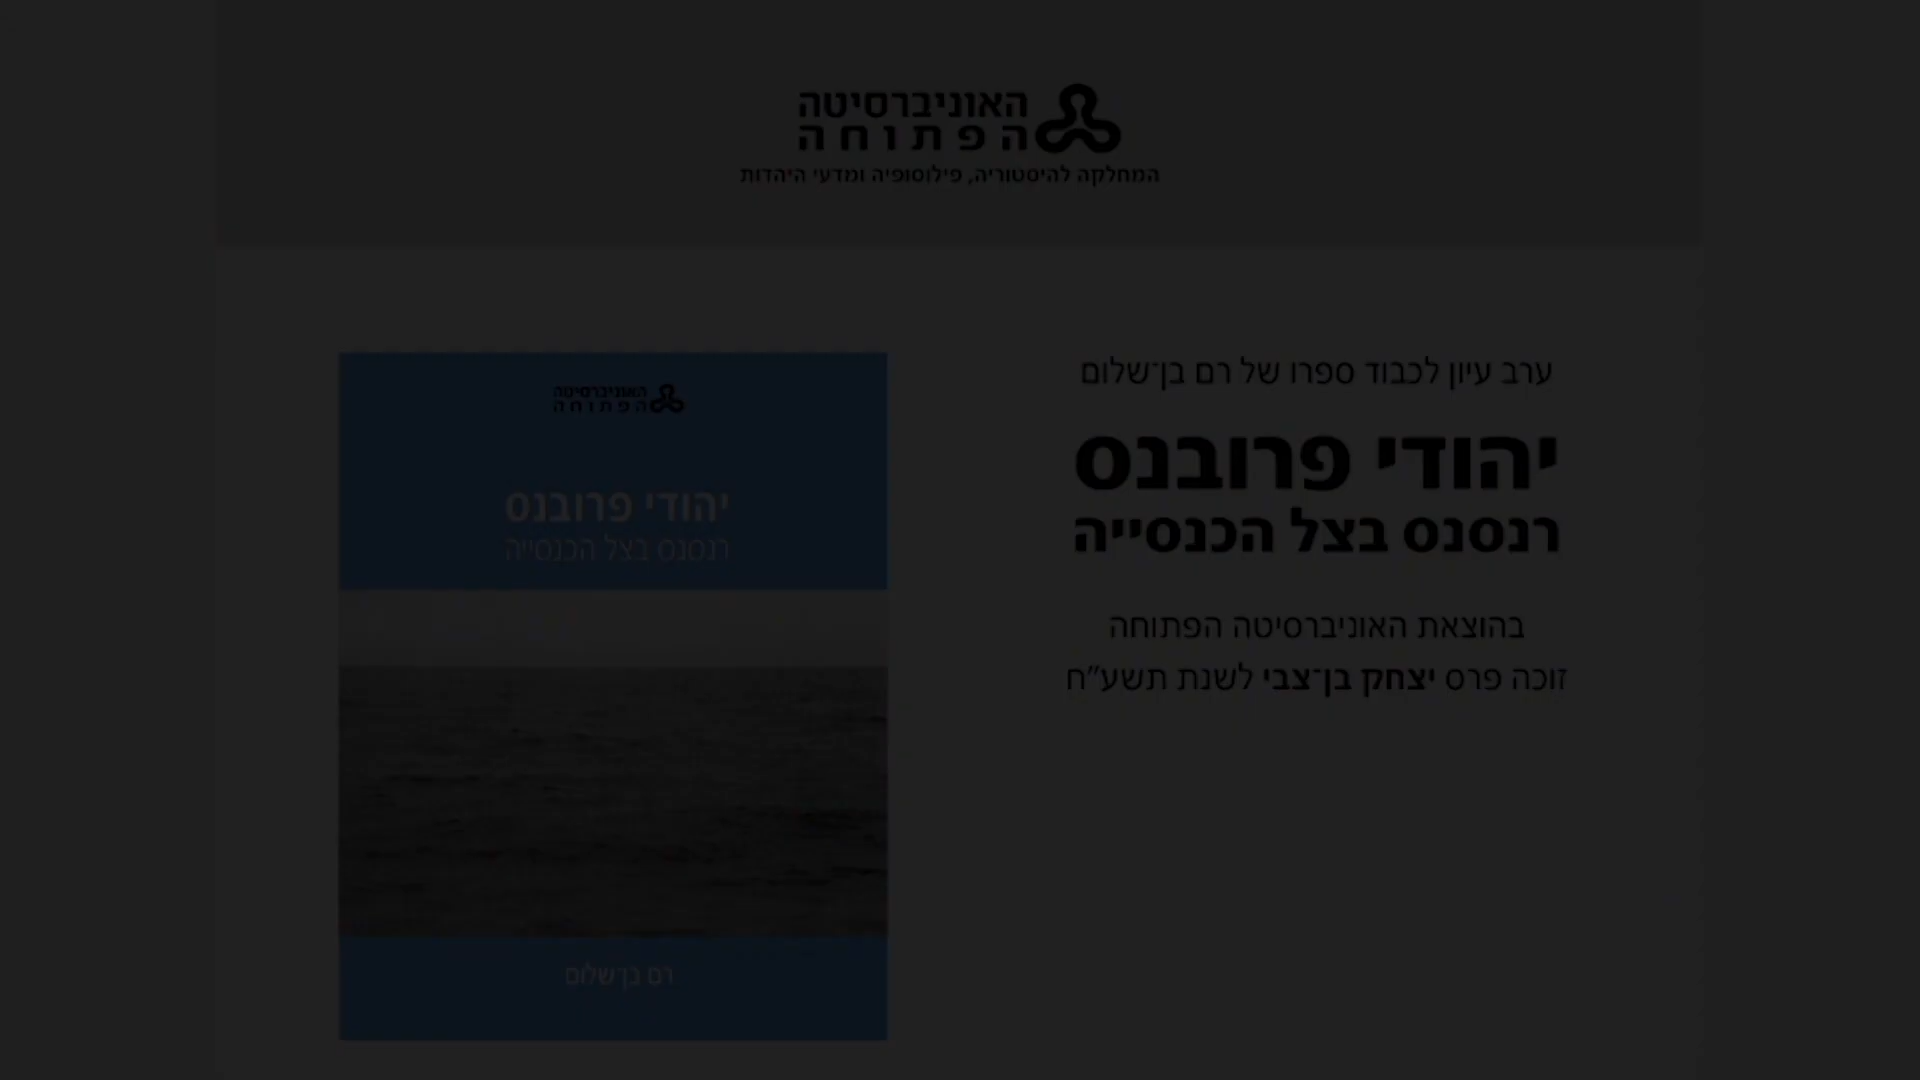 האוניברסיטה
הפתוחה
המחלקה להיסטוריה, פילוסופיה ומדעי היהדות
ערב עיון לכבוד ספרו של רם בן־שלום
יהודי פרובנס
רנסנס בצל הכנסייה
בהוצאת האוניברסיטה הפתוחה
זוכה פרס יצחק בן־צבי לשנת תשע״ח
האוניברסיטה
הפתוחה
יהודי פרובנס
רנסנס בצל הכנסייה
רם בן־שלום